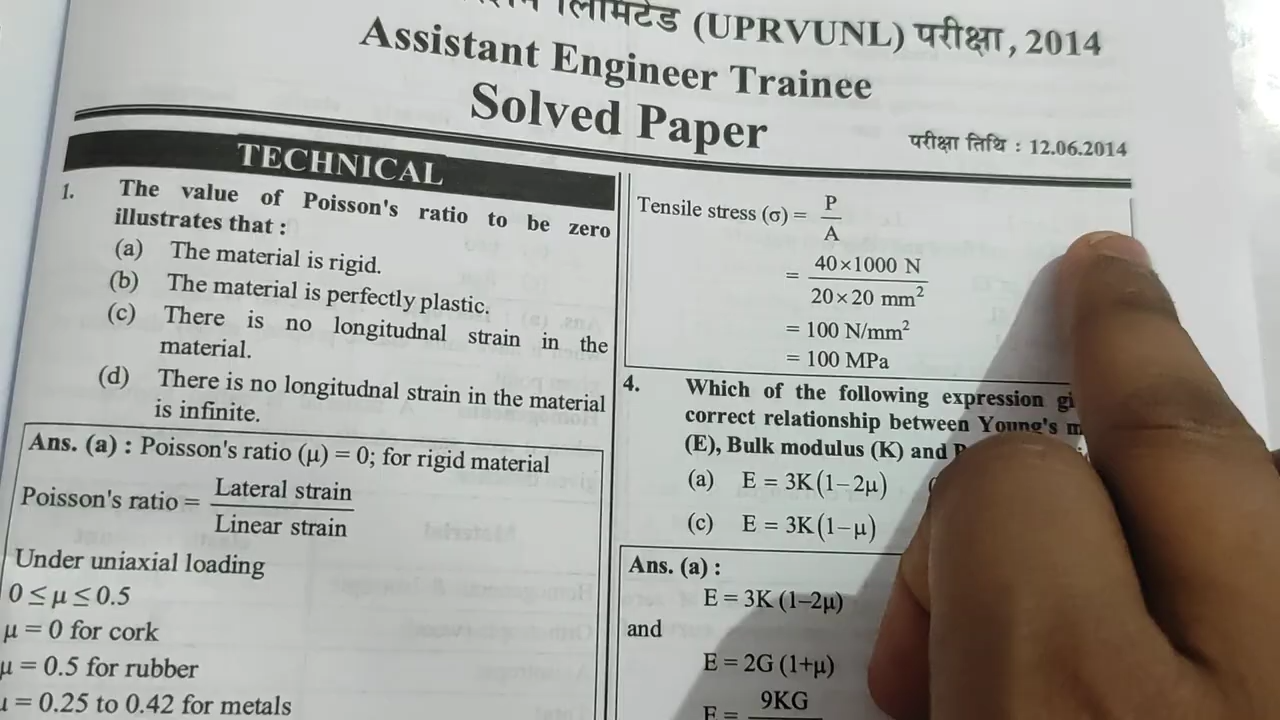 लिमिटेड (UPRVUNL) परीक्षा, 2014
Assistant Engineer Trainee
Solved Paper
परीक्षा तिथि : 12.06.2014
TECHNICAL
1. The value of Poisson's ratio to be zero
illustrates that :
(a) The material is rigid.
(b) The material is perfectly plastic.
(c) There is no longitudnal strain in the
material.
(d) There is no longitudnal strain in the material
is infinite.
Ans. (a) : Poisson's ratio (μ) = 0; for rigid material
Poisson's ratio = Lateral strain / Linear strain
Under uniaxial loading
0 ≤ μ ≤ 0.5
μ = 0 for cork
μ = 0.5 for rubber
μ = 0.25 to 0.42 for metals
Tensile stress (σ) = P / A
= 40×1000 N / 20×20 mm²
= 100 N/mm²
= 100 MPa
4. Which of the following expression
correct relationship between Young's
(E), Bulk modulus (K) and
(a) E = 3K(1−2μ)
(c) E = 3K(1−μ)
Ans. (a) :
E = 3K (1–2μ)
and
E = 2G (1+μ)
E = 9KG